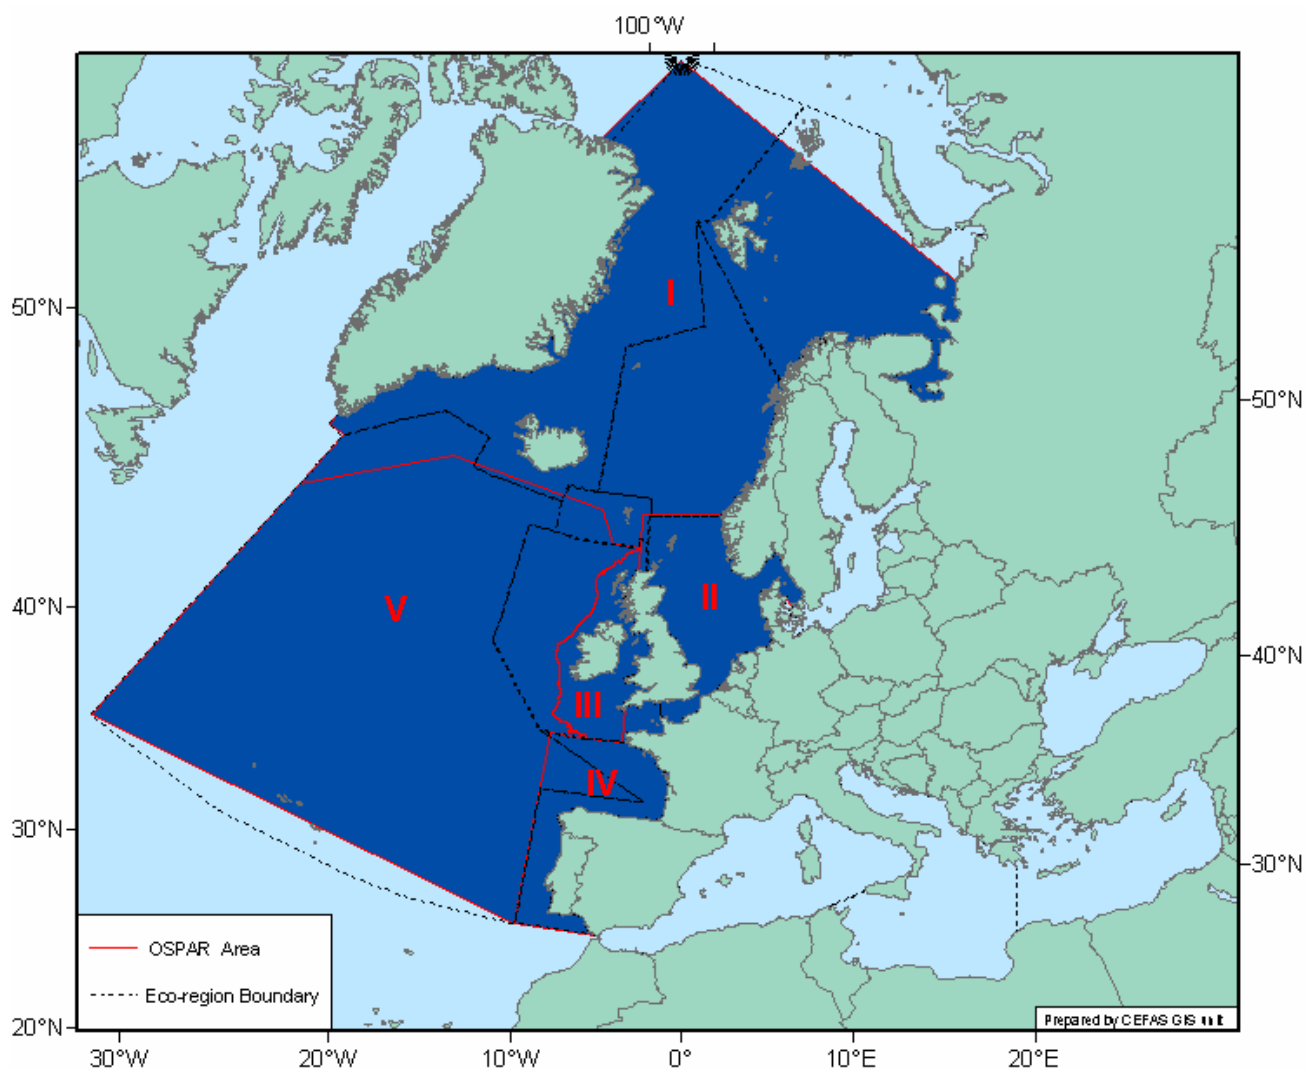 100°W
50°N
50°N
I
40°N
V
II
40°N
III
IV
30°N
30°N
OSPAR Area
Eco-region Boundary
Prepared by CEFAS GIS unit
20°N
30°W
20°W
10°W
0°
10°E
20°E